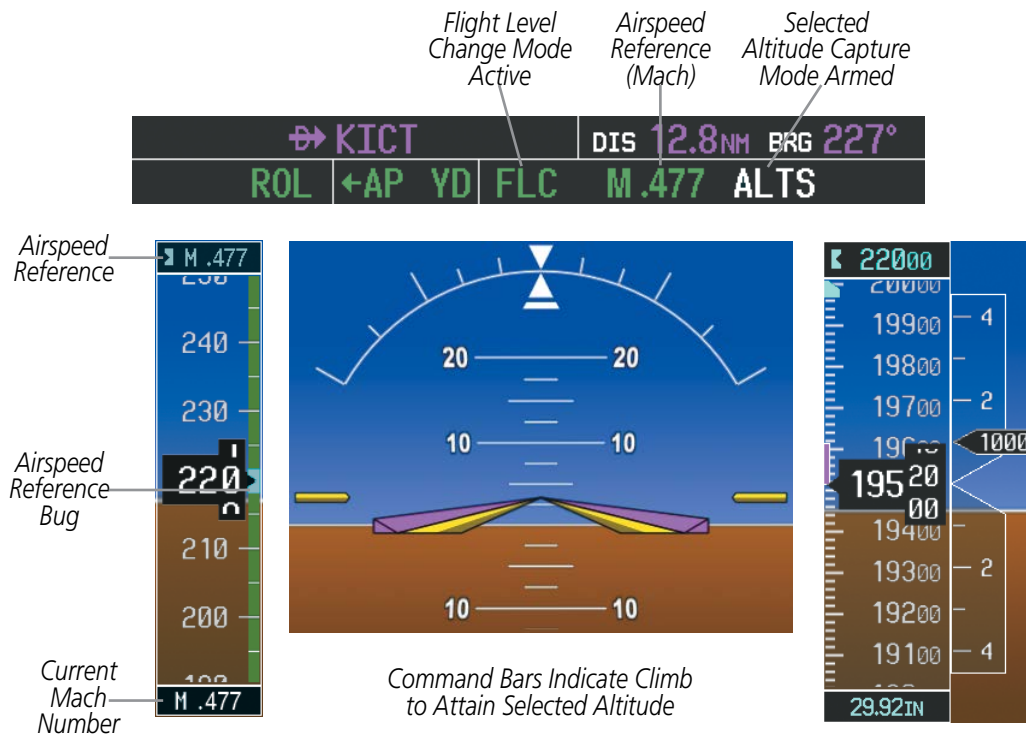 Flight Level
Change Mode
Active
Airspeed
Reference
(Mach)
Selected
Altitude Capture
Mode Armed
KICT
DIS 12.8NM BRG 227°
ROL ←AP YD FLC M .477 ALTS
Airspeed
Reference
M .477
240
230
220
210
200
Airspeed
Reference
Bug
Current
Mach
Number
M .477
20 20
10 10
10 10
Command Bars Indicate Climb
to Attain Selected Altitude
22000
20000
19900
19800
19700
195 20
00
19400
19300
19200
19100
29.92IN
4
2
1000
2
4